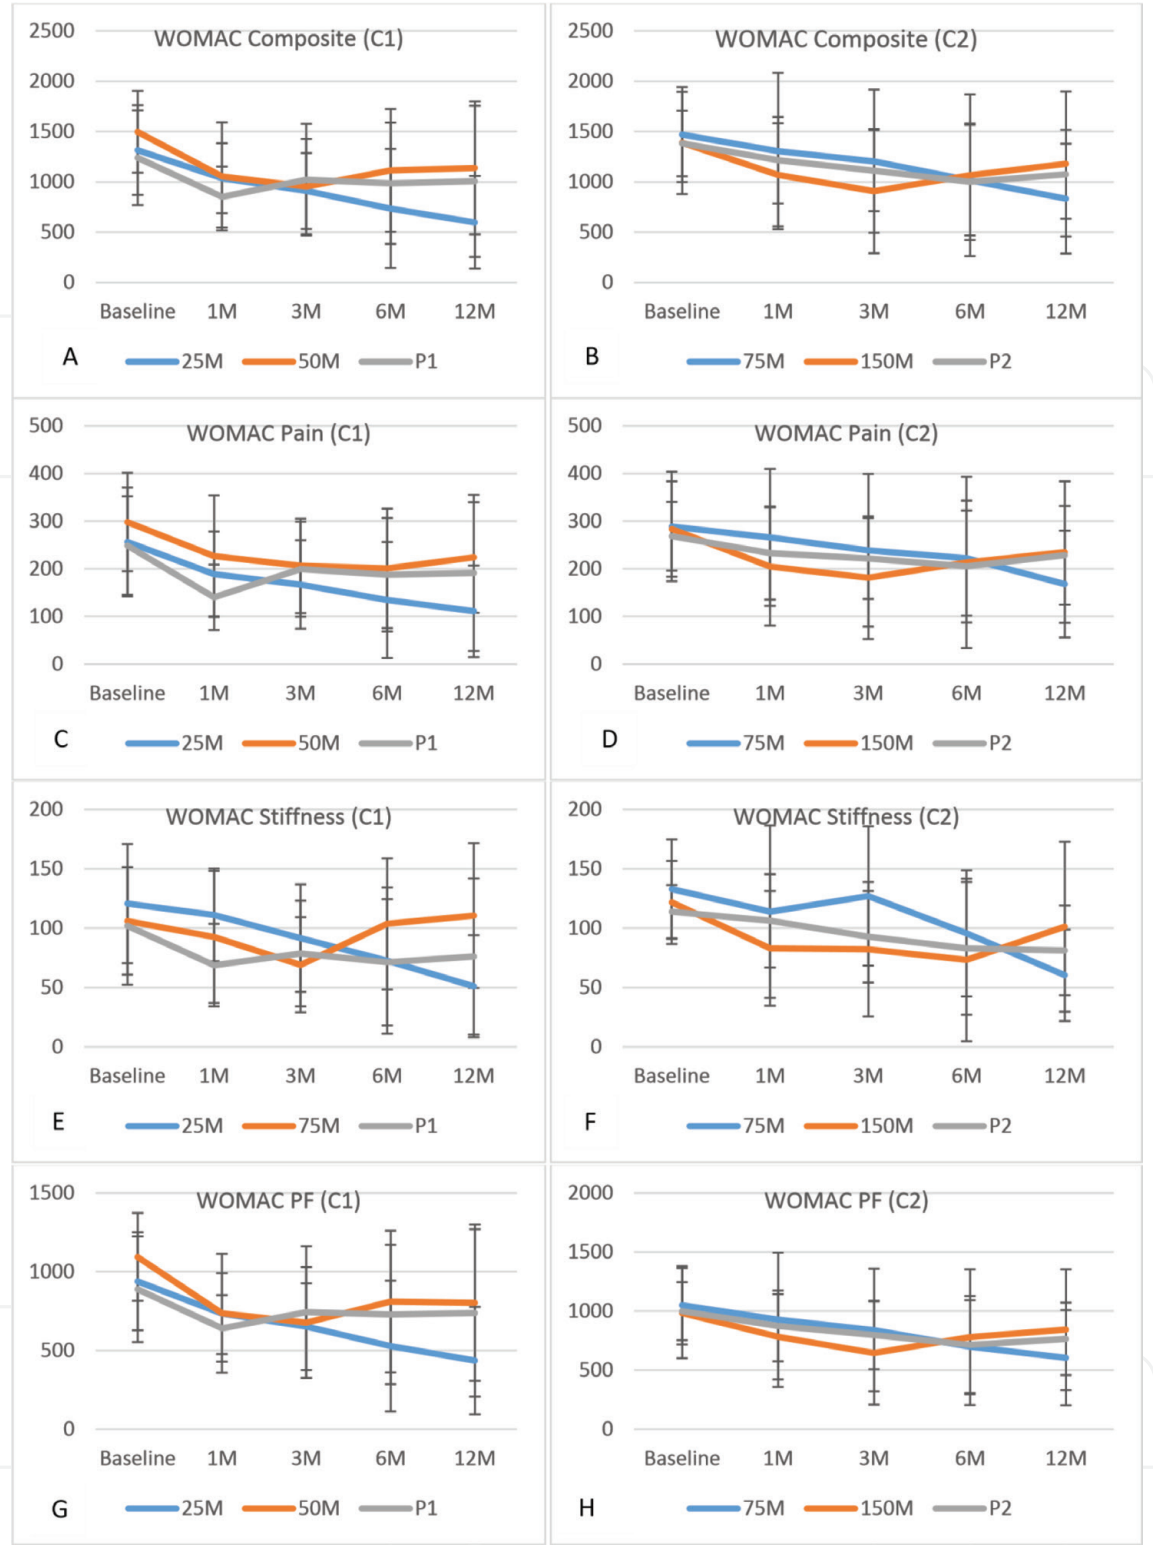 WOMAC Composite (C1)
2500
2000
1500
1000
500
0
Baseline 1M 3M 6M 12M
A 25M 50M P1
WOMAC Composite (C2)
2500
2000
1500
1000
500
0
Baseline 1M 3M 6M 12M
B 75M 150M P2
WOMAC Pain (C1)
500
400
300
200
100
0
Baseline 1M 3M 6M 12M
C 25M 50M P1
WOMAC Pain (C2)
500
400
300
200
100
0
Baseline 1M 3M 6M 12M
D 75M 150M P2
WOMAC Stiffness (C1)
200
150
100
50
0
Baseline 1M 3M 6M 12M
E 25M 75M P1
WOMAC Stiffness (C2)
200
150
100
50
0
Baseline 1M 3M 6M 12M
F 75M 150M P2
WOMAC PF (C1)
1500
1000
500
0
Baseline 1M 3M 6M 12M
G 25M 50M P1
WOMAC PF (C2)
2000
1500
1000
500
0
Baseline 1M 3M 6M 12M
H 75M 150M P2